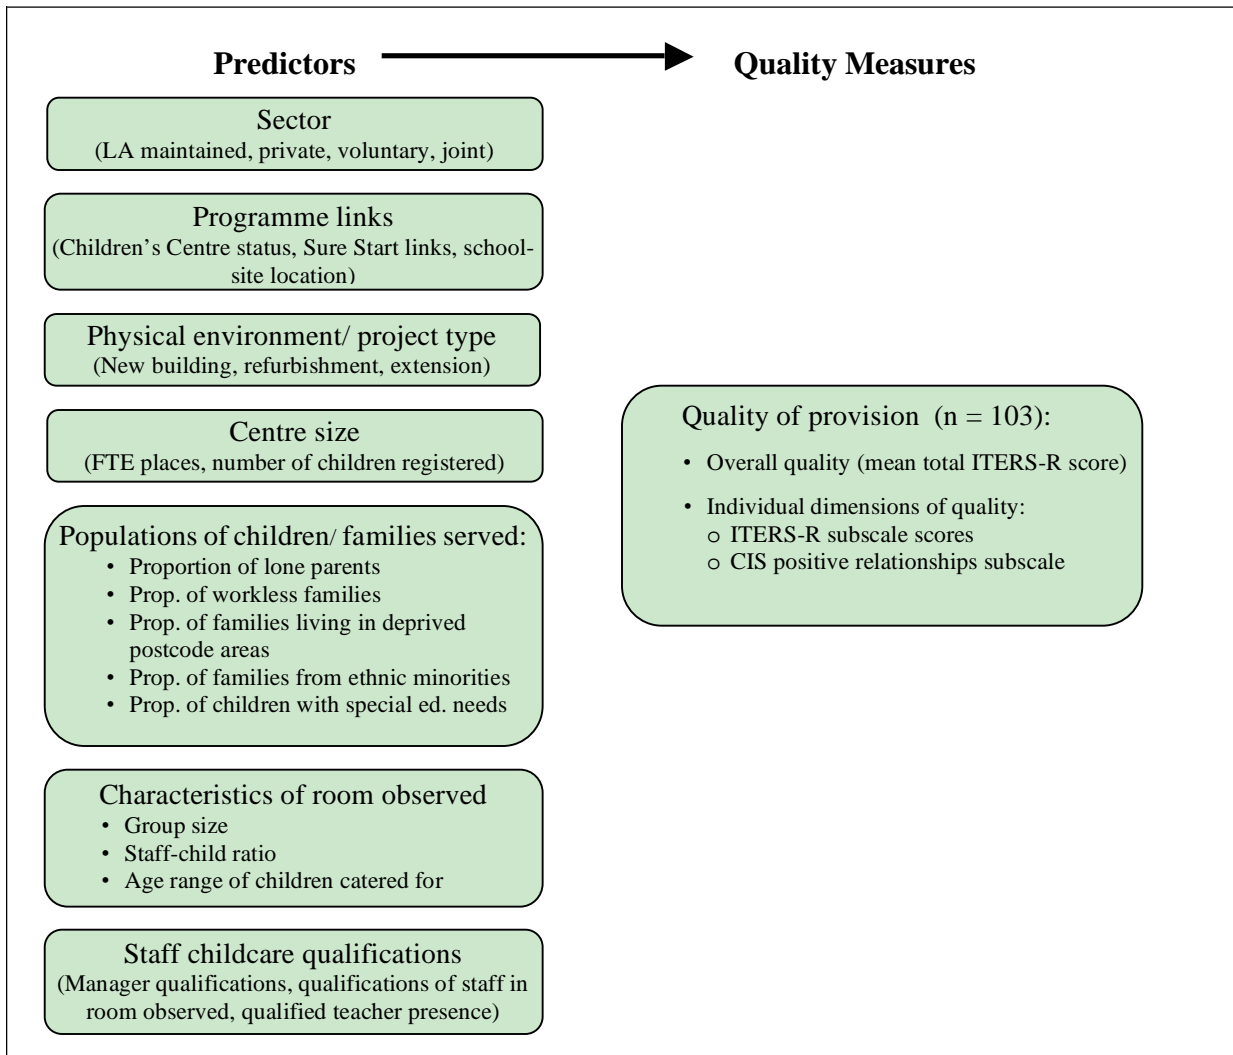 Predictors
Quality Measures
Sector
(LA maintained, private, voluntary, joint)
Programme links
(Children’s Centre status, Sure Start links, school-
site location)
Physical environment/ project type
(New building, refurbishment, extension)
Centre size
(FTE places, number of children registered)
Populations of children/ families served:
• Proportion of lone parents
• Prop. of workless families
• Prop. of families living in deprived
postcode areas
• Prop. of families from ethnic minorities
• Prop. of children with special ed. needs
Characteristics of room observed
• Group size
• Staff-child ratio
• Age range of children catered for
Staff childcare qualifications
(Manager qualifications, qualifications of staff in
room observed, qualified teacher presence)
Quality of provision (n = 103):
• Overall quality (mean total ITERS-R score)
• Individual dimensions of quality:
o ITERS-R subscale scores
o CIS positive relationships subscale